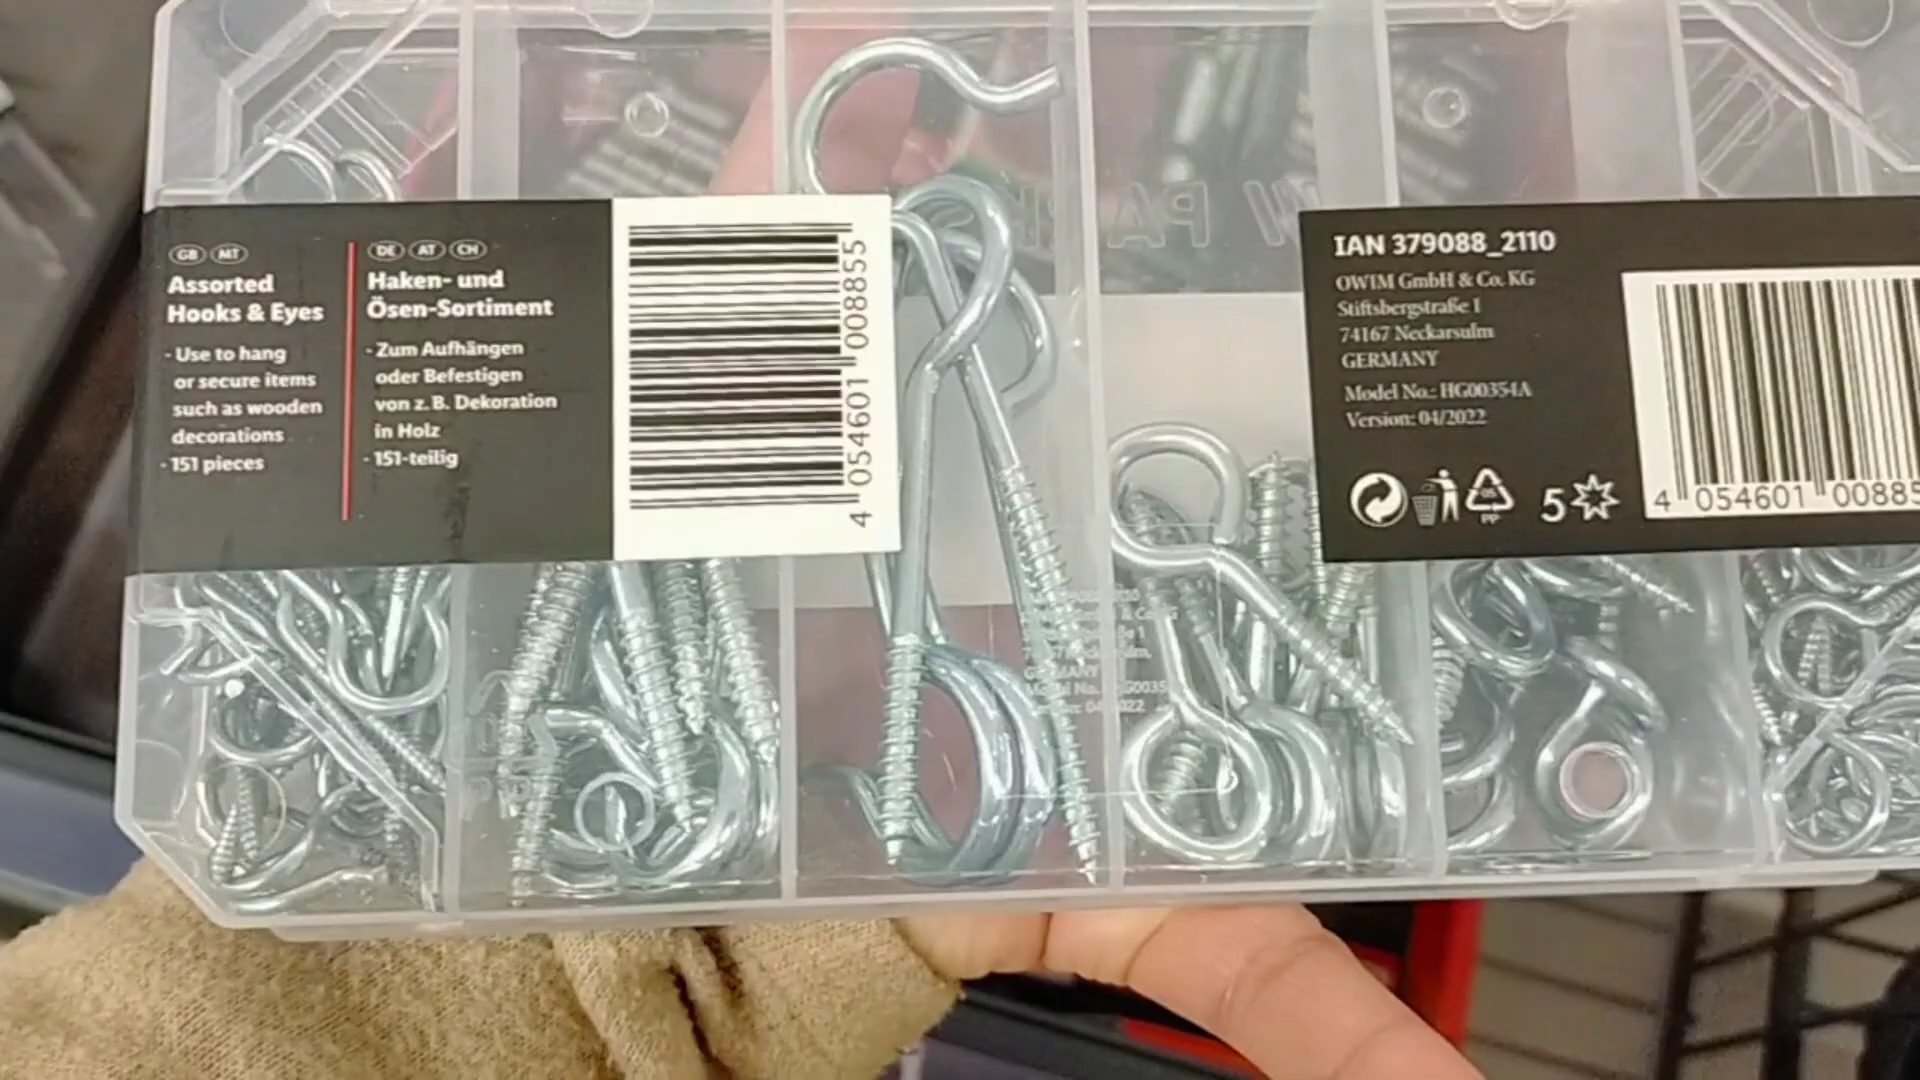 GB MT
Assorted
Hooks & Eyes
- Use to hang
or secure items
such as wooden
decorations
- 151 pieces
DE AT CH
Haken- und
Ösen-Sortiment
- Zum Aufhängen
oder Befestigen
von z. B. Dekoration
in Holz
- 151-teilig
4 054601 008855
IAN 379088_2110
OWIM GmbH & Co. KG
Stiftsbergstraße 1
74167 Neckarsulm
GERMANY
Model No.: HG00354A
Version: 04/2022
05
PP
5
4 054601 00885